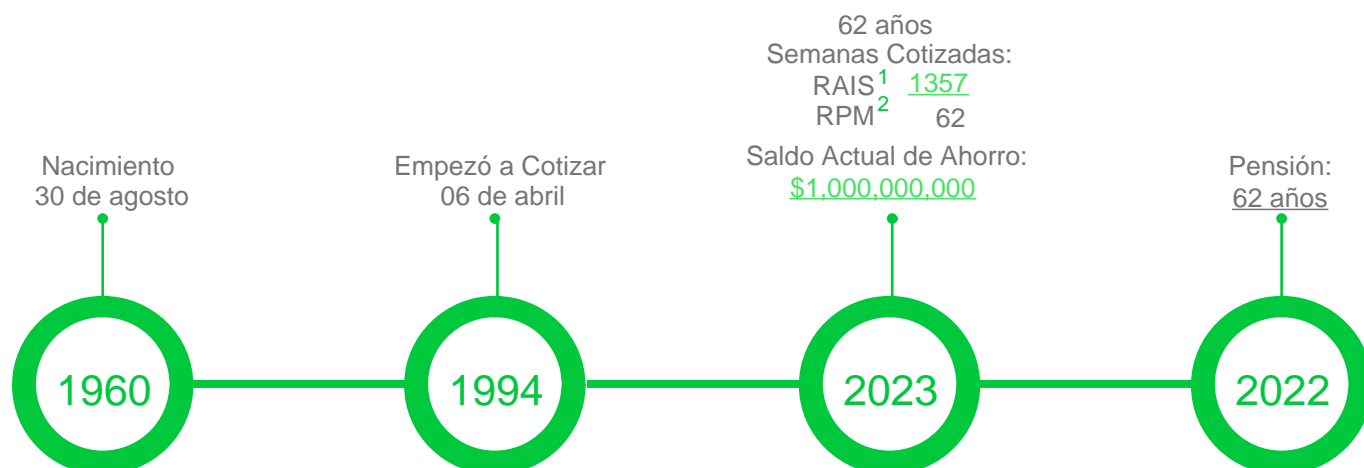 Nacimiento
30 de agosto
1960
Empezó a Cotizar
06 de abril
1994
62 años
Semanas Cotizadas:
RAIS1 1357
RPM2 62
Saldo Actual de Ahorro:
$1,000,000,000
2023
Pensión:
62 años
2022